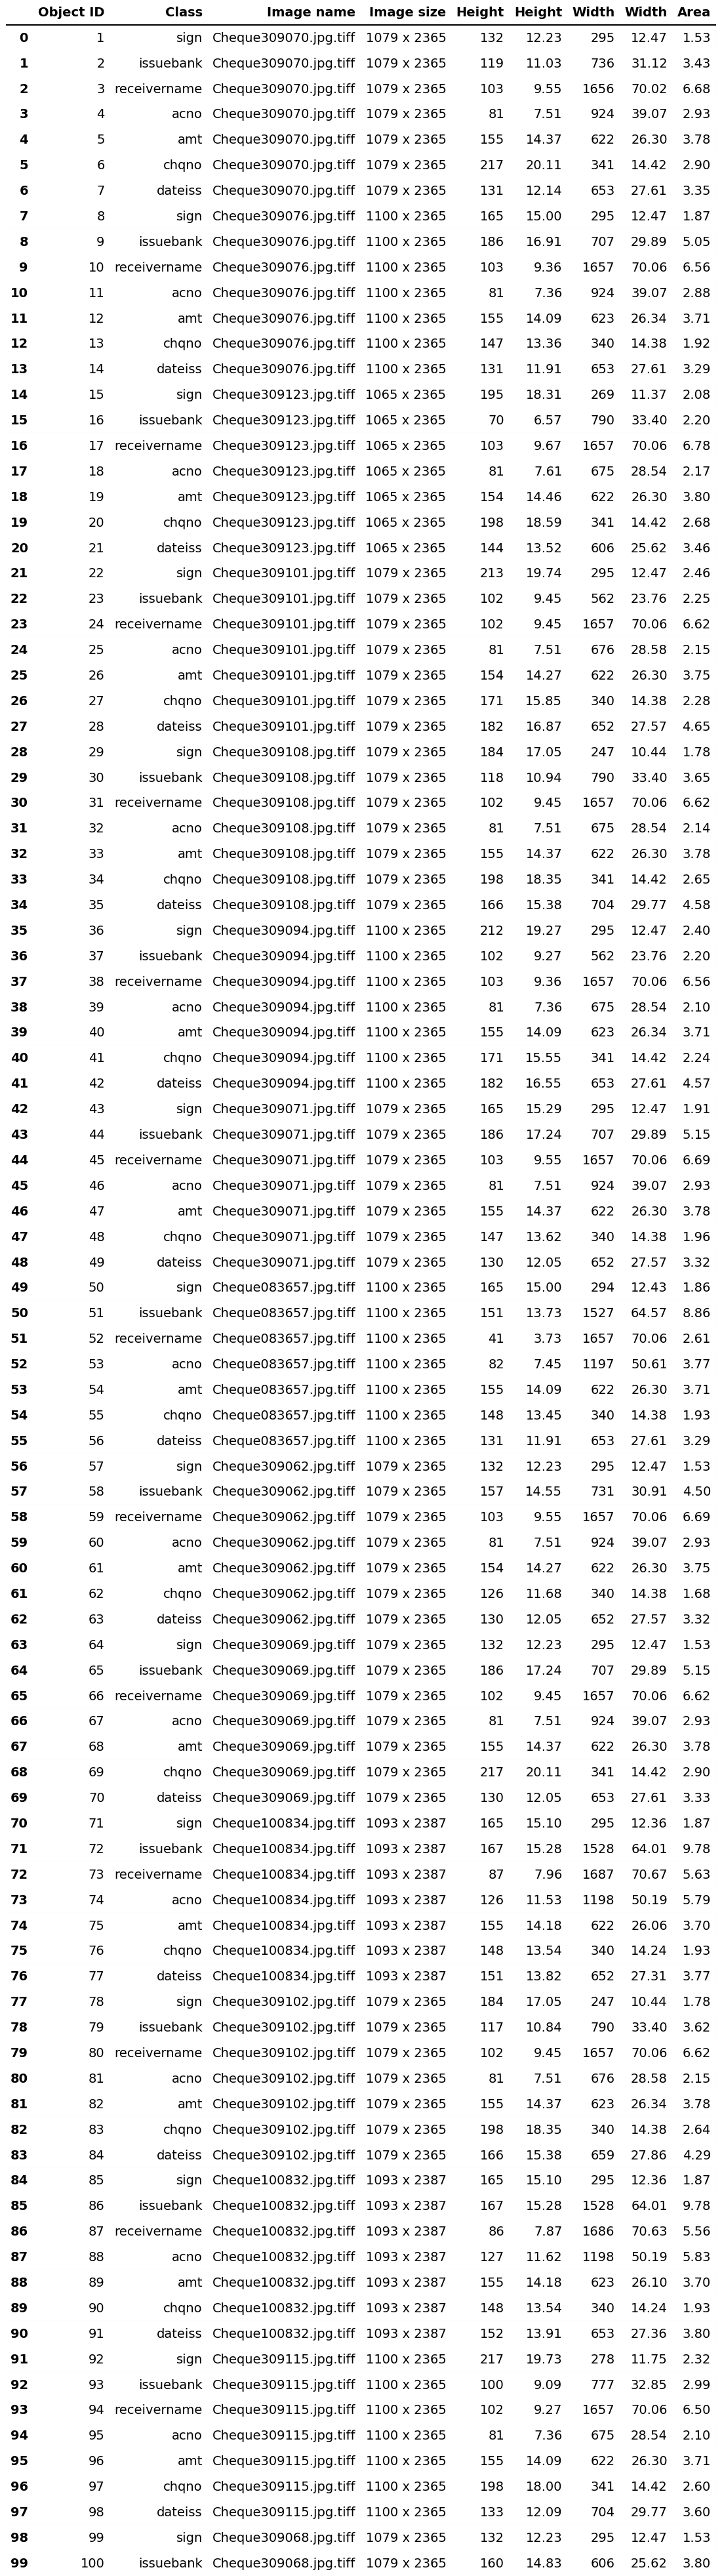 Object ID Class Image name Image size Height Height Width Width Area
0 1 sign Cheque309070.jpg.tiff 1079 x 2365 132 12.23 295 12.47 1.53
1 2 issuebank Cheque309070.jpg.tiff 1079 x 2365 119 11.03 736 31.12 3.43
2 3 receivername Cheque309070.jpg.tiff 1079 x 2365 103 9.55 1656 70.02 6.68
3 4 acno Cheque309070.jpg.tiff 1079 x 2365 81 7.51 924 39.07 2.93
4 5 amt Cheque309070.jpg.tiff 1079 x 2365 155 14.37 622 26.30 3.78
5 6 chqno Cheque309070.jpg.tiff 1079 x 2365 217 20.11 341 14.42 2.90
6 7 dateiss Cheque309070.jpg.tiff 1079 x 2365 131 12.14 653 27.61 3.35
7 8 sign Cheque309076.jpg.tiff 1100 x 2365 165 15.00 295 12.47 1.87
8 9 issuebank Cheque309076.jpg.tiff 1100 x 2365 186 16.91 707 29.89 5.05
9 10 receivername Cheque309076.jpg.tiff 1100 x 2365 103 9.36 1657 70.06 6.56
10 11 acno Cheque309076.jpg.tiff 1100 x 2365 81 7.36 924 39.07 2.88
11 12 amt Cheque309076.jpg.tiff 1100 x 2365 155 14.09 623 26.34 3.71
12 13 chqno Cheque309076.jpg.tiff 1100 x 2365 147 13.36 340 14.38 1.92
13 14 dateiss Cheque309076.jpg.tiff 1100 x 2365 131 11.91 653 27.61 3.29
14 15 sign Cheque309123.jpg.tiff 1065 x 2365 195 18.31 269 11.37 2.08
15 16 issuebank Cheque309123.jpg.tiff 1065 x 2365 70 6.57 790 33.40 2.20
16 17 receivername Cheque309123.jpg.tiff 1065 x 2365 103 9.67 1657 70.06 6.78
17 18 acno Cheque309123.jpg.tiff 1065 x 2365 81 7.61 675 28.54 2.17
18 19 amt Cheque309123.jpg.tiff 1065 x 2365 154 14.46 622 26.30 3.80
19 20 chqno Cheque309123.jpg.tiff 1065 x 2365 198 18.59 341 14.42 2.68
20 21 dateiss Cheque309123.jpg.tiff 1065 x 2365 144 13.52 606 25.62 3.46
21 22 sign Cheque309101.jpg.tiff 1079 x 2365 213 19.74 295 12.47 2.46
22 23 issuebank Cheque309101.jpg.tiff 1079 x 2365 102 9.45 562 23.76 2.25
23 24 receivername Cheque309101.jpg.tiff 1079 x 2365 102 9.45 1657 70.06 6.62
24 25 acno Cheque309101.jpg.tiff 1079 x 2365 81 7.51 676 28.58 2.15
25 26 amt Cheque309101.jpg.tiff 1079 x 2365 154 14.27 622 26.30 3.75
26 27 chqno Cheque309101.jpg.tiff 1079 x 2365 171 15.85 340 14.38 2.28
27 28 dateiss Cheque309101.jpg.tiff 1079 x 2365 182 16.87 652 27.57 4.65
28 29 sign Cheque309108.jpg.tiff 1079 x 2365 184 17.05 247 10.44 1.78
29 30 issuebank Cheque309108.jpg.tiff 1079 x 2365 118 10.94 790 33.40 3.65
30 31 receivername Cheque309108.jpg.tiff 1079 x 2365 102 9.45 1657 70.06 6.62
31 32 acno Cheque309108.jpg.tiff 1079 x 2365 81 7.51 675 28.54 2.14
32 33 amt Cheque309108.jpg.tiff 1079 x 2365 155 14.37 622 26.30 3.78
33 34 chqno Cheque309108.jpg.tiff 1079 x 2365 198 18.35 341 14.42 2.65
34 35 dateiss Cheque309108.jpg.tiff 1079 x 2365 166 15.38 704 29.77 4.58
35 36 sign Cheque309094.jpg.tiff 1100 x 2365 212 19.27 295 12.47 2.40
36 37 issuebank Cheque309094.jpg.tiff 1100 x 2365 102 9.27 562 23.76 2.20
37 38 receivername Cheque309094.jpg.tiff 1100 x 2365 103 9.36 1657 70.06 6.56
38 39 acno Cheque309094.jpg.tiff 1100 x 2365 81 7.36 675 28.54 2.10
39 40 amt Cheque309094.jpg.tiff 1100 x 2365 155 14.09 623 26.34 3.71
40 41 chqno Cheque309094.jpg.tiff 1100 x 2365 171 15.55 341 14.42 2.24
41 42 dateiss Cheque309094.jpg.tiff 1100 x 2365 182 16.55 653 27.61 4.57
42 43 sign Cheque309071.jpg.tiff 1079 x 2365 165 15.29 295 12.47 1.91
43 44 issuebank Cheque309071.jpg.tiff 1079 x 2365 186 17.24 707 29.89 5.15
44 45 receivername Cheque309071.jpg.tiff 1079 x 2365 103 9.55 1657 70.06 6.69
45 46 acno Cheque309071.jpg.tiff 1079 x 2365 81 7.51 924 39.07 2.93
46 47 amt Cheque309071.jpg.tiff 1079 x 2365 155 14.37 622 26.30 3.78
47 48 chqno Cheque309071.jpg.tiff 1079 x 2365 147 13.62 340 14.38 1.96
48 49 dateiss Cheque309071.jpg.tiff 1079 x 2365 130 12.05 652 27.57 3.32
49 50 sign Cheque083657.jpg.tiff 1100 x 2365 165 15.00 294 12.43 1.86
50 51 issuebank Cheque083657.jpg.tiff 1100 x 2365 151 13.73 1527 64.57 8.86
51 52 receivername Cheque083657.jpg.tiff 1100 x 2365 41 3.73 1657 70.06 2.61
52 53 acno Cheque083657.jpg.tiff 1100 x 2365 82 7.45 1197 50.61 3.77
53 54 amt Cheque083657.jpg.tiff 1100 x 2365 155 14.09 622 26.30 3.71
54 55 chqno Cheque083657.jpg.tiff 1100 x 2365 148 13.45 340 14.38 1.93
55 56 dateiss Cheque083657.jpg.tiff 1100 x 2365 131 11.91 653 27.61 3.29
56 57 sign Cheque309062.jpg.tiff 1079 x 2365 132 12.23 295 12.47 1.53
57 58 issuebank Cheque309062.jpg.tiff 1079 x 2365 157 14.55 731 30.91 4.50
58 59 receivername Cheque309062.jpg.tiff 1079 x 2365 103 9.55 1657 70.06 6.69
59 60 acno Cheque309062.jpg.tiff 1079 x 2365 81 7.51 924 39.07 2.93
60 61 amt Cheque309062.jpg.tiff 1079 x 2365 154 14.27 622 26.30 3.75
61 62 chqno Cheque309062.jpg.tiff 1079 x 2365 126 11.68 340 14.38 1.68
62 63 dateiss Cheque309062.jpg.tiff 1079 x 2365 130 12.05 652 27.57 3.32
63 64 sign Cheque309069.jpg.tiff 1079 x 2365 132 12.23 295 12.47 1.53
64 65 issuebank Cheque309069.jpg.tiff 1079 x 2365 186 17.24 707 29.89 5.15
65 66 receivername Cheque309069.jpg.tiff 1079 x 2365 102 9.45 1657 70.06 6.62
66 67 acno Cheque309069.jpg.tiff 1079 x 2365 81 7.51 924 39.07 2.93
67 68 amt Cheque309069.jpg.tiff 1079 x 2365 155 14.37 622 26.30 3.78
68 69 chqno Cheque309069.jpg.tiff 1079 x 2365 217 20.11 341 14.42 2.90
69 70 dateiss Cheque309069.jpg.tiff 1079 x 2365 130 12.05 653 27.61 3.33
70 71 sign Cheque100834.jpg.tiff 1093 x 2387 165 15.10 295 12.36 1.87
71 72 issuebank Cheque100834.jpg.tiff 1093 x 2387 167 15.28 1528 64.01 9.78
72 73 receivername Cheque100834.jpg.tiff 1093 x 2387 87 7.96 1687 70.67 5.63
73 74 acno Cheque100834.jpg.tiff 1093 x 2387 126 11.53 1198 50.19 5.79
74 75 amt Cheque100834.jpg.tiff 1093 x 2387 155 14.18 622 26.06 3.70
75 76 chqno Cheque100834.jpg.tiff 1093 x 2387 148 13.54 340 14.24 1.93
76 77 dateiss Cheque100834.jpg.tiff 1093 x 2387 151 13.82 652 27.31 3.77
77 78 sign Cheque309102.jpg.tiff 1079 x 2365 184 17.05 247 10.44 1.78
78 79 issuebank Cheque309102.jpg.tiff 1079 x 2365 117 10.84 790 33.40 3.62
79 80 receivername Cheque309102.jpg.tiff 1079 x 2365 102 9.45 1657 70.06 6.62
80 81 acno Cheque309102.jpg.tiff 1079 x 2365 81 7.51 676 28.58 2.15
81 82 amt Cheque309102.jpg.tiff 1079 x 2365 155 14.37 623 26.34 3.78
82 83 chqno Cheque309102.jpg.tiff 1079 x 2365 198 18.35 340 14.38 2.64
83 84 dateiss Cheque309102.jpg.tiff 1079 x 2365 166 15.38 659 27.86 4.29
84 85 sign Cheque100832.jpg.tiff 1093 x 2387 165 15.10 295 12.36 1.87
85 86 issuebank Cheque100832.jpg.tiff 1093 x 2387 167 15.28 1528 64.01 9.78
86 87 receivername Cheque100832.jpg.tiff 1093 x 2387 86 7.87 1686 70.63 5.56
87 88 acno Cheque100832.jpg.tiff 1093 x 2387 127 11.62 1198 50.19 5.83
88 89 amt Cheque100832.jpg.tiff 1093 x 2387 155 14.18 623 26.10 3.70
89 90 chqno Cheque100832.jpg.tiff 1093 x 2387 148 13.54 340 14.24 1.93
90 91 dateiss Cheque100832.jpg.tiff 1093 x 2387 152 13.91 653 27.36 3.80
91 92 sign Cheque309115.jpg.tiff 1100 x 2365 217 19.73 278 11.75 2.32
92 93 issuebank Cheque309115.jpg.tiff 1100 x 2365 100 9.09 777 32.85 2.99
93 94 receivername Cheque309115.jpg.tiff 1100 x 2365 102 9.27 1657 70.06 6.50
94 95 acno Cheque309115.jpg.tiff 1100 x 2365 81 7.36 675 28.54 2.10
95 96 amt Cheque309115.jpg.tiff 1100 x 2365 155 14.09 622 26.30 3.71
96 97 chqno Cheque309115.jpg.tiff 1100 x 2365 198 18.00 341 14.42 2.60
97 98 dateiss Cheque309115.jpg.tiff 1100 x 2365 133 12.09 704 29.77 3.60
98 99 sign Cheque309068.jpg.tiff 1079 x 2365 132 12.23 295 12.47 1.53
99 100 issuebank Cheque309068.jpg.tiff 1079 x 2365 160 14.83 606 25.62 3.80